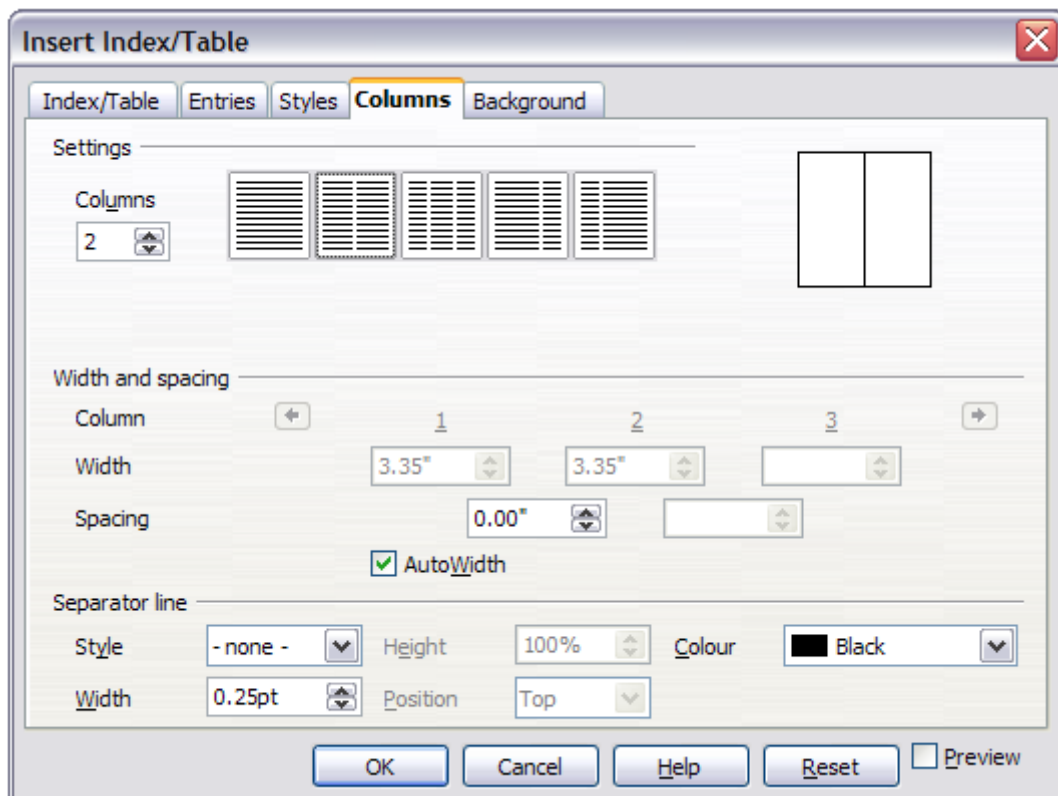 Insert Index/Table
Index/Table Entries Styles Columns Background
Settings
Columns
2
Width and spacing
Column 1 2 3
Width 3.35" 3.35"
Spacing 0.00"
AutoWidth
Separator line
Style - none - Height 100% Colour Black
Width 0.25pt Position Top
OK Cancel Help Reset Preview